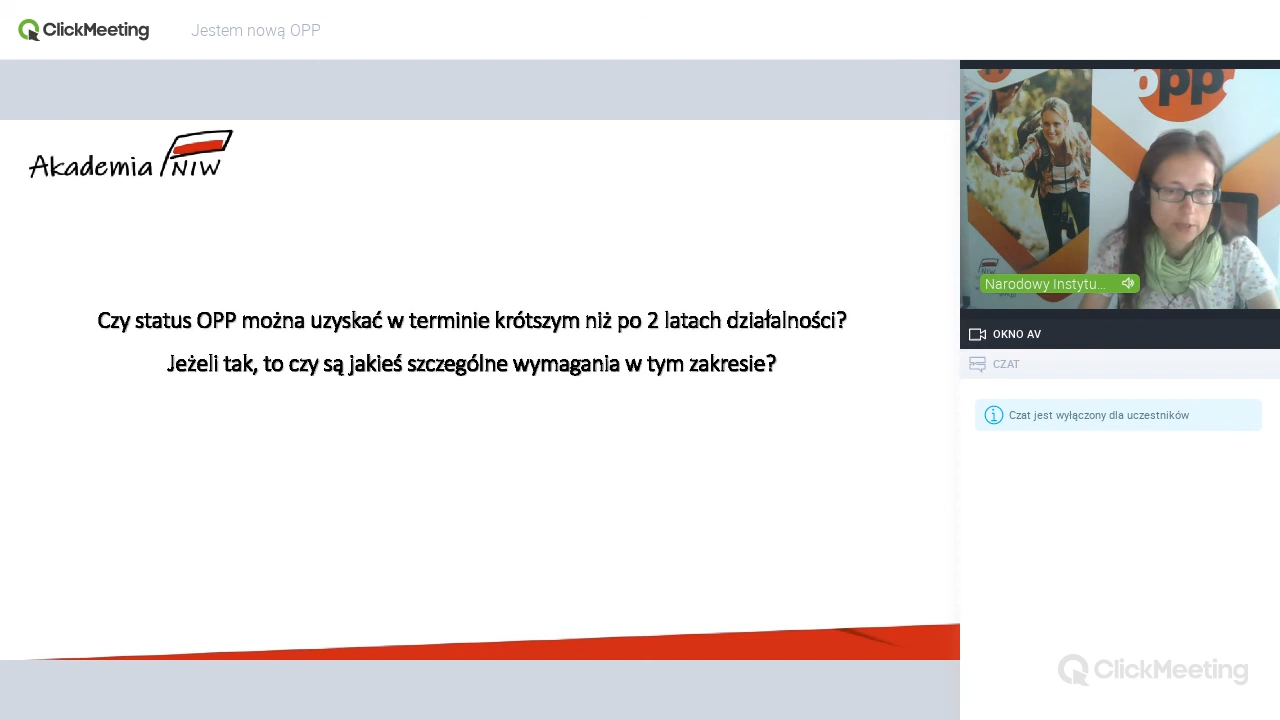 ClickMeeting
Jestem nową OPP
Akademia NIW
opp
Czy status OPP można uzyskać w terminie krótszym niż po 2 latach działalności?
Jeżeli tak, to czy są jakieś szczególne wymagania w tym zakresie?
NIW
Narodowy Instytu...
OKNO AV
CZAT
Czat jest wyłączony dla uczestników
ClickMeeting